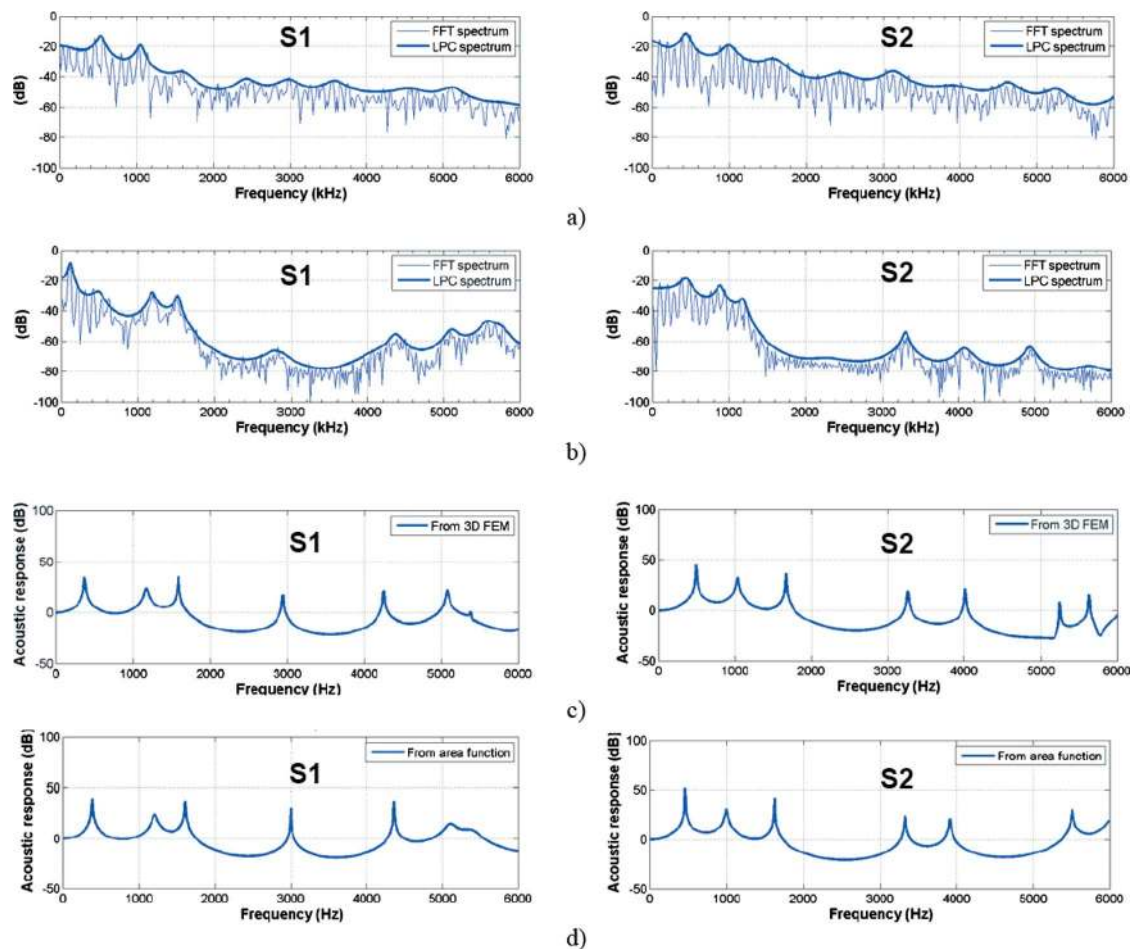 S1
FFT spectrum
LPC spectrum
(dB)
0
-20
-40
-60
-80
-100
0 1000 2000 3000 4000 5000 6000
Frequency (kHz)
S2
FFT spectrum
LPC spectrum
(dB)
0
-20
-40
-60
-80
-100
0 1000 2000 3000 4000 5000 6000
Frequency (kHz)
a)
S1
FFT spectrum
LPC spectrum
(dB)
0
-20
-40
-60
-80
-100
0 1000 2000 3000 4000 5000 6000
Frequency (kHz)
S2
FFT spectrum
LPC spectrum
(dB)
0
-20
-40
-60
-80
-100
0 1000 2000 3000 4000 5000 6000
Frequency (kHz)
b)
S1
From 3D FEM
Acoustic response (dB)
100
50
0
-50
0 1000 2000 3000 4000 5000 6000
Frequency (Hz)
S2
From 3D FEM
Acoustic response (dB)
100
50
0
-50
0 1000 2000 3000 4000 5000 6000
Frequency (Hz)
c)
S1
From area function
Acoustic response (dB)
100
50
0
-50
0 1000 2000 3000 4000 5000 6000
Frequency (Hz)
S2
From area function
Acoustic response (dB)
100
50
0
-50
0 1000 2000 3000 4000 5000 6000
Frequency (Hz)
d)